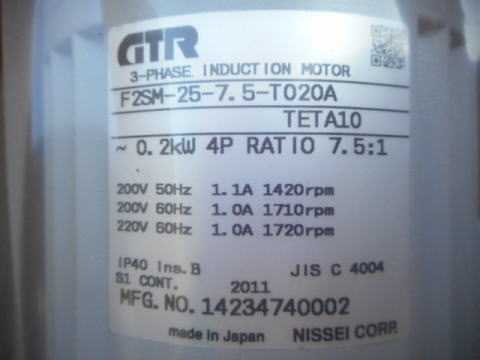 GTR
3-PHASE INDUCTION MOTOR
F2SM-25-7.5-T020A
TETA10
~ 0.2kW 4P RATIO 7.5:1
200V 50Hz 1.1A 1420rpm
200V 60Hz 1.0A 1710rpm
220V 60Hz 1.0A 1720rpm
IP40 Ins.B JIS C 4004
S1 CONT. 2011
MFG.NO.14234740002
made in Japan NISSEI CORP.